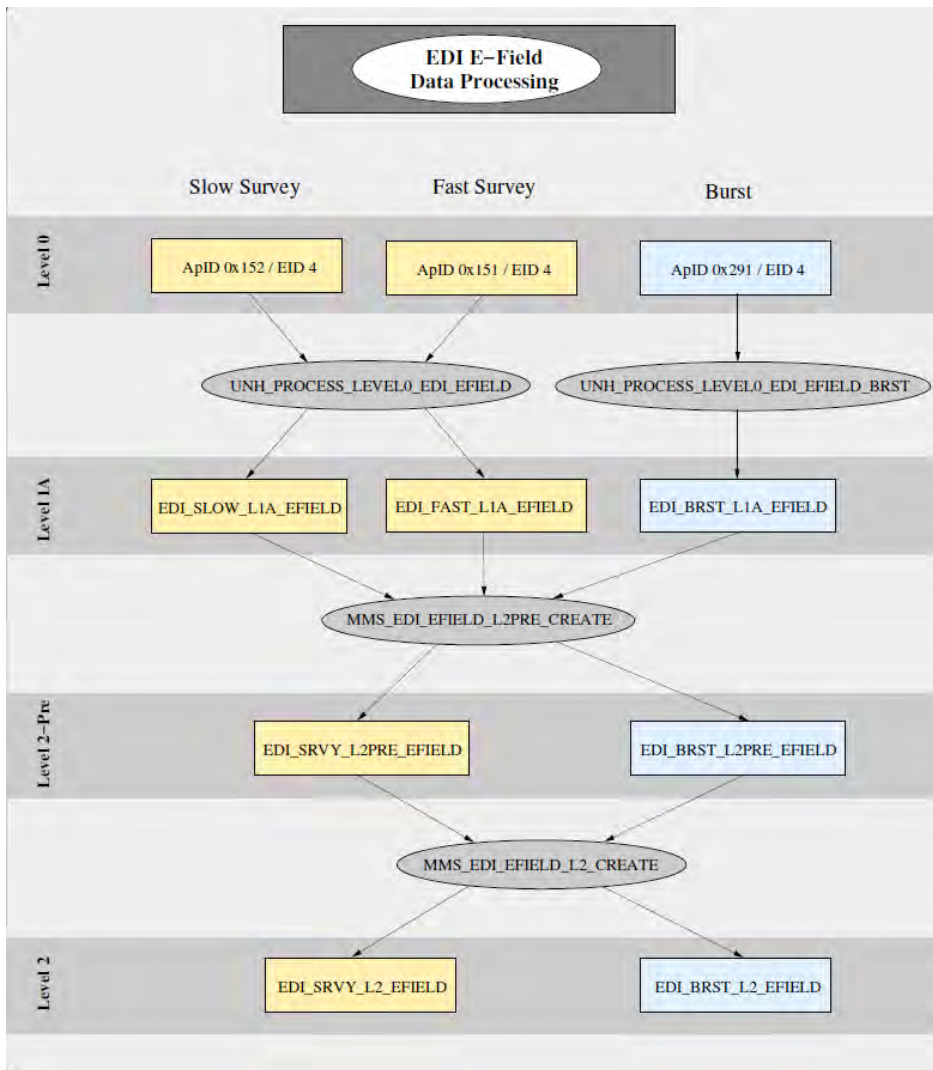 EDI E−Field
Data Processing
Slow Survey
Fast Survey
Burst
Level 0
ApID 0x152 / EID 4
ApID 0x151 / EID 4
ApID 0x291 / EID 4
UNH_PROCESS_LEVEL0_EDI_EFIELD
UNH_PROCESS_LEVEL0_EDI_EFIELD_BRST
Level 1A
EDI_SLOW_L1A_EFIELD
EDI_FAST_L1A_EFIELD
EDI_BRST_L1A_EFIELD
MMS_EDI_EFIELD_L2PRE_CREATE
Level 2−Pre
EDI_SRVY_L2PRE_EFIELD
EDI_BRST_L2PRE_EFIELD
MMS_EDI_EFIELD_L2_CREATE
Level 2
EDI_SRVY_L2_EFIELD
EDI_BRST_L2_EFIELD